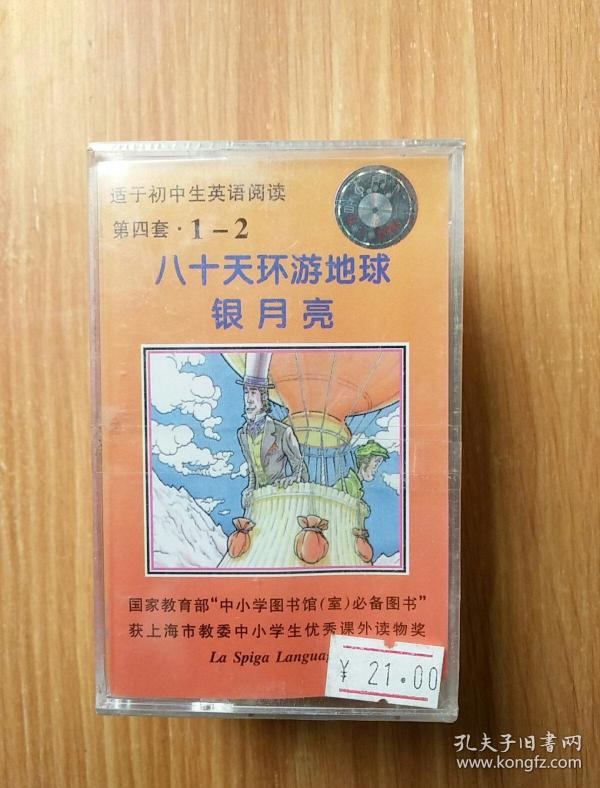 适于初中生英语阅读
第四套·1-2
八十天环游地球
银月亮
国家教育部“中小学图书馆(室)必备图书”
获上海市教委中小学生优秀课外读物奖
La Spiga Langua
¥ 21.00
孔夫子旧书网
www.kongfz.com